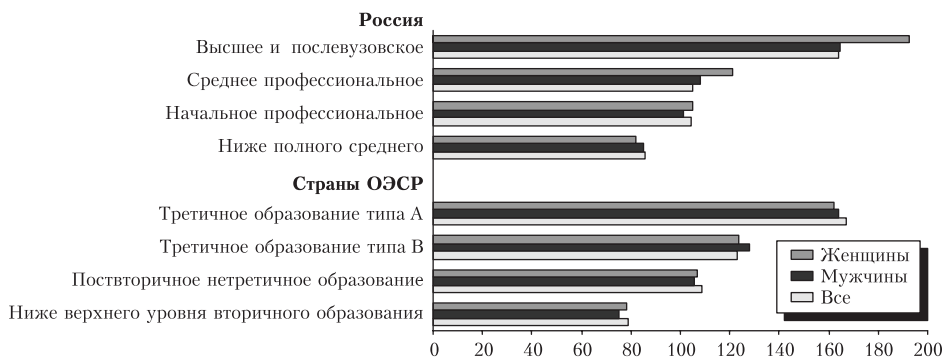 Россия
Высшее и послевузовское
Среднее профессиональное
Начальное профессиональное
Ниже полного среднего
Страны ОЭСР
Третичное образование типа А
Третичное образование типа В
Поствторичное нетретичное образование
Ниже верхнего уровня вторичного образования
Женщины
Мужчины
Все
0 20 40 60 80 100 120 140 160 180 200